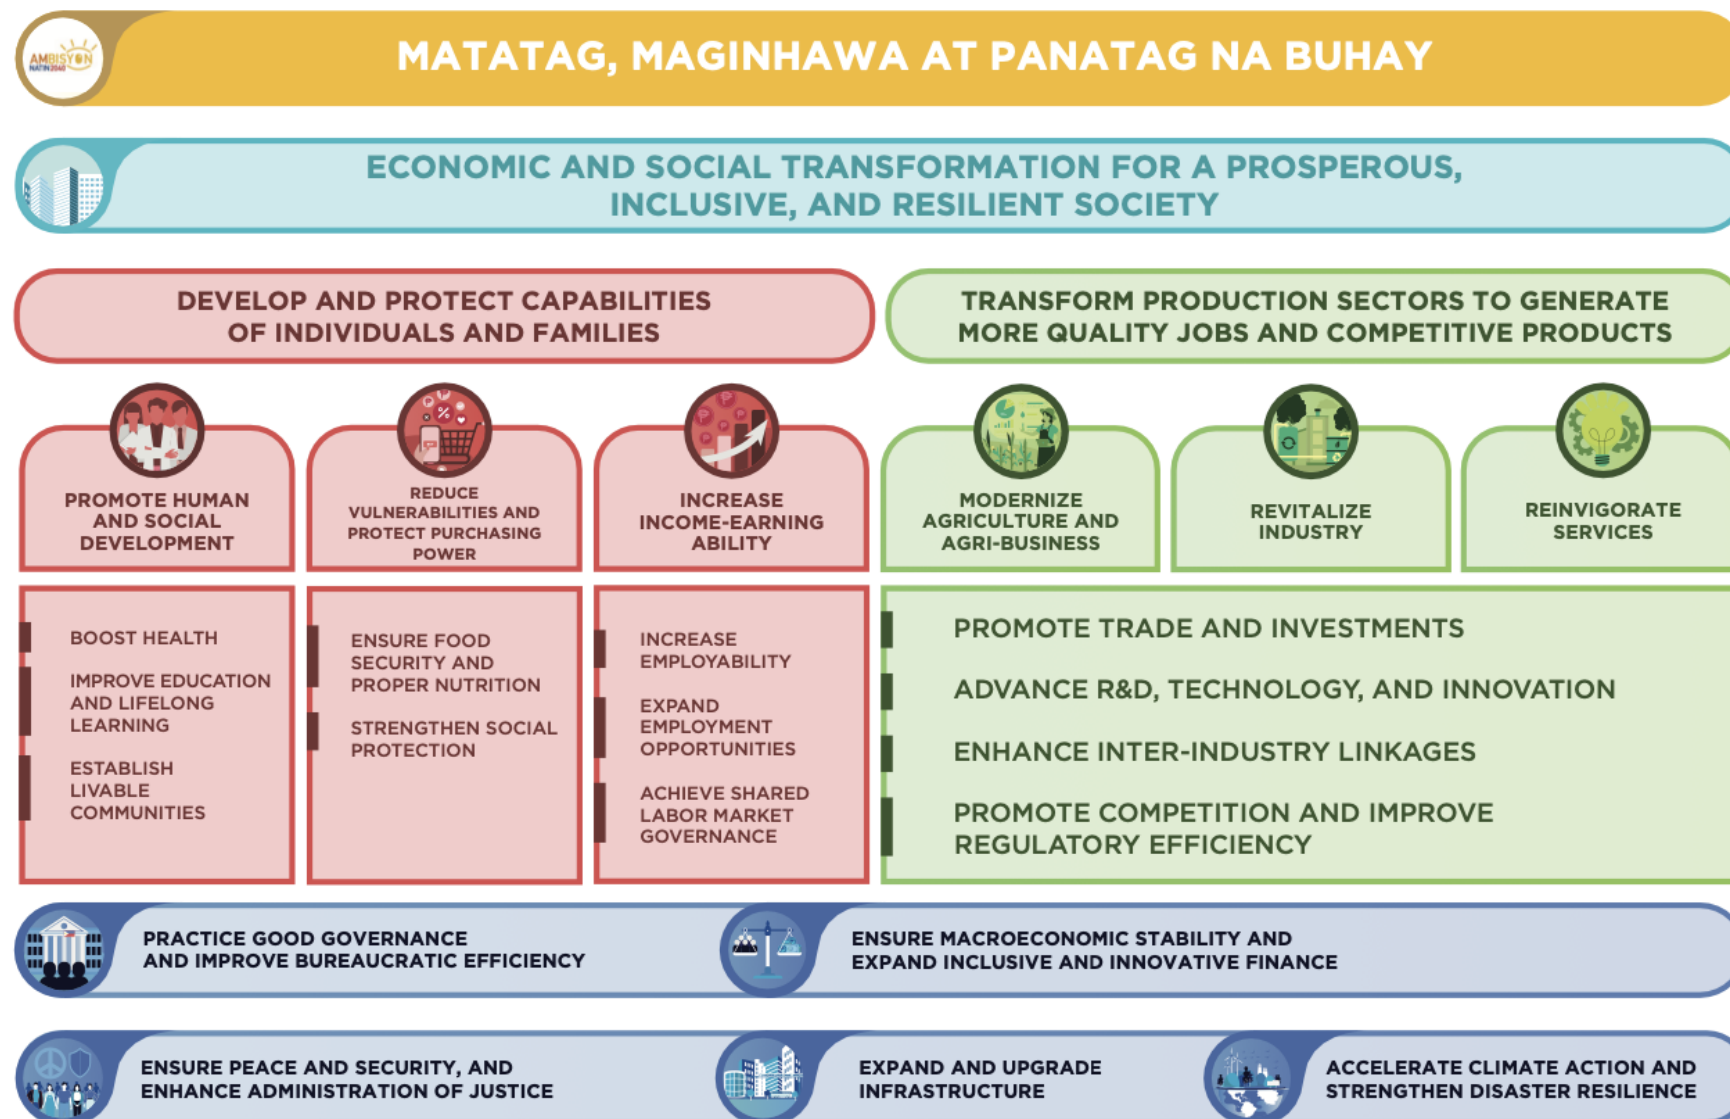 AMBISYON
NATIN 2040
MATATAG, MAGINHAWA AT PANATAG NA BUHAY
ECONOMIC AND SOCIAL TRANSFORMATION FOR A PROSPEROUS,
INCLUSIVE, AND RESILIENT SOCIETY
DEVELOP AND PROTECT CAPABILITIES
OF INDIVIDUALS AND FAMILIES
TRANSFORM PRODUCTION SECTORS TO GENERATE
MORE QUALITY JOBS AND COMPETITIVE PRODUCTS
PROMOTE HUMAN
AND SOCIAL
DEVELOPMENT
REDUCE
VULNERABILITIES AND
PROTECT PURCHASING
POWER
INCREASE
INCOME-EARNING
ABILITY
MODERNIZE
AGRICULTURE AND
AGRI-BUSINESS
REVITALIZE
INDUSTRY
REINVIGORATE
SERVICES
BOOST HEALTH
IMPROVE EDUCATION
AND LIFELONG
LEARNING
ESTABLISH
LIVABLE
COMMUNITIES
ENSURE FOOD
SECURITY AND
PROPER NUTRITION
STRENGTHEN SOCIAL
PROTECTION
INCREASE
EMPLOYABILITY
EXPAND
EMPLOYMENT
OPPORTUNITIES
ACHIEVE SHARED
LABOR MARKET
GOVERNANCE
PROMOTE TRADE AND INVESTMENTS
ADVANCE R&D, TECHNOLOGY, AND INNOVATION
ENHANCE INTER-INDUSTRY LINKAGES
PROMOTE COMPETITION AND IMPROVE
REGULATORY EFFICIENCY
PRACTICE GOOD GOVERNANCE
AND IMPROVE BUREAUCRATIC EFFICIENCY
ENSURE MACROECONOMIC STABILITY AND
EXPAND INCLUSIVE AND INNOVATIVE FINANCE
ENSURE PEACE AND SECURITY, AND
ENHANCE ADMINISTRATION OF JUSTICE
EXPAND AND UPGRADE
INFRASTRUCTURE
ACCELERATE CLIMATE ACTION AND
STRENGTHEN DISASTER RESILIENCE